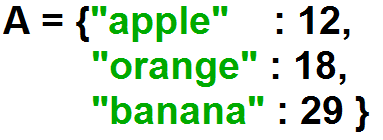 A = {"apple" : 12,
"orange" : 18,
"banana" : 29 }